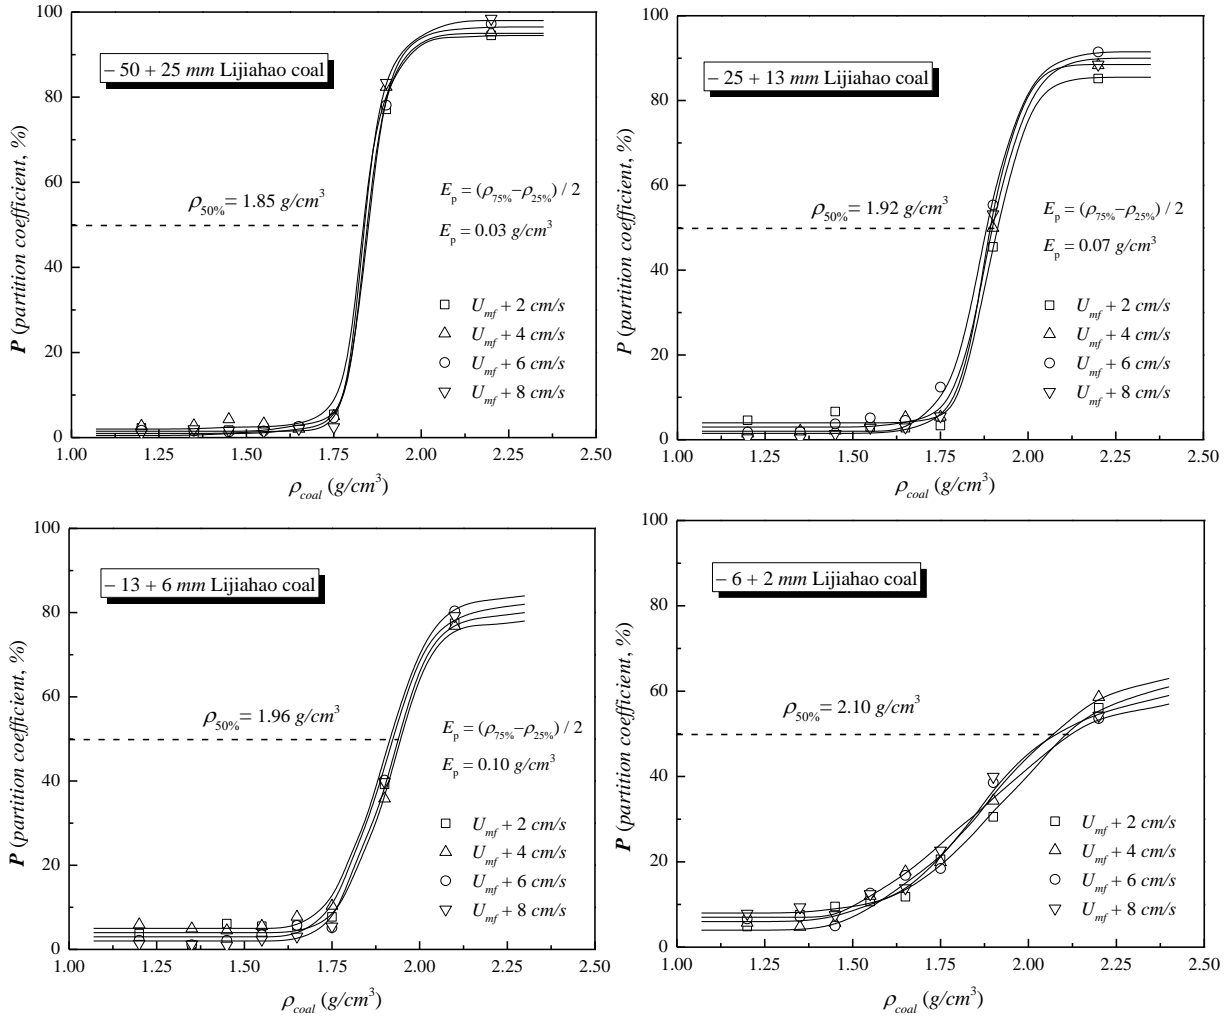 100
80
60
40
20
0
P (partition coefficient, %)
− 50 + 25 mm Lijiahao coal
ρ50%= 1.85 g/cm³
Ep = (ρ75%−ρ25%) / 2
Ep = 0.03 g/cm³
Umf + 2 cm/s
Umf + 4 cm/s
Umf + 6 cm/s
Umf + 8 cm/s
1.00 1.25 1.50 1.75 2.00 2.25 2.50
ρcoal (g/cm³)
100
80
60
40
20
0
P (partition coefficient, %)
− 25 + 13 mm Lijiahao coal
ρ50%= 1.92 g/cm³
Ep = (ρ75%−ρ25%) / 2
Ep = 0.07 g/cm³
Umf + 2 cm/s
Umf + 4 cm/s
Umf + 6 cm/s
Umf + 8 cm/s
1.00 1.25 1.50 1.75 2.00 2.25 2.50
ρcoal (g/cm³)
100
80
60
40
20
0
P (partition coefficient, %)
− 13 + 6 mm Lijiahao coal
ρ50%= 1.96 g/cm³
Ep = (ρ75%−ρ25%) / 2
Ep = 0.10 g/cm³
Umf + 2 cm/s
Umf + 4 cm/s
Umf + 6 cm/s
Umf + 8 cm/s
1.00 1.25 1.50 1.75 2.00 2.25 2.50
ρcoal (g/cm³)
100
80
60
40
20
0
P (partition coefficient, %)
− 6 + 2 mm Lijiahao coal
ρ50%= 2.10 g/cm³
Umf + 2 cm/s
Umf + 4 cm/s
Umf + 6 cm/s
Umf + 8 cm/s
1.00 1.25 1.50 1.75 2.00 2.25 2.50
ρcoal (g/cm³)